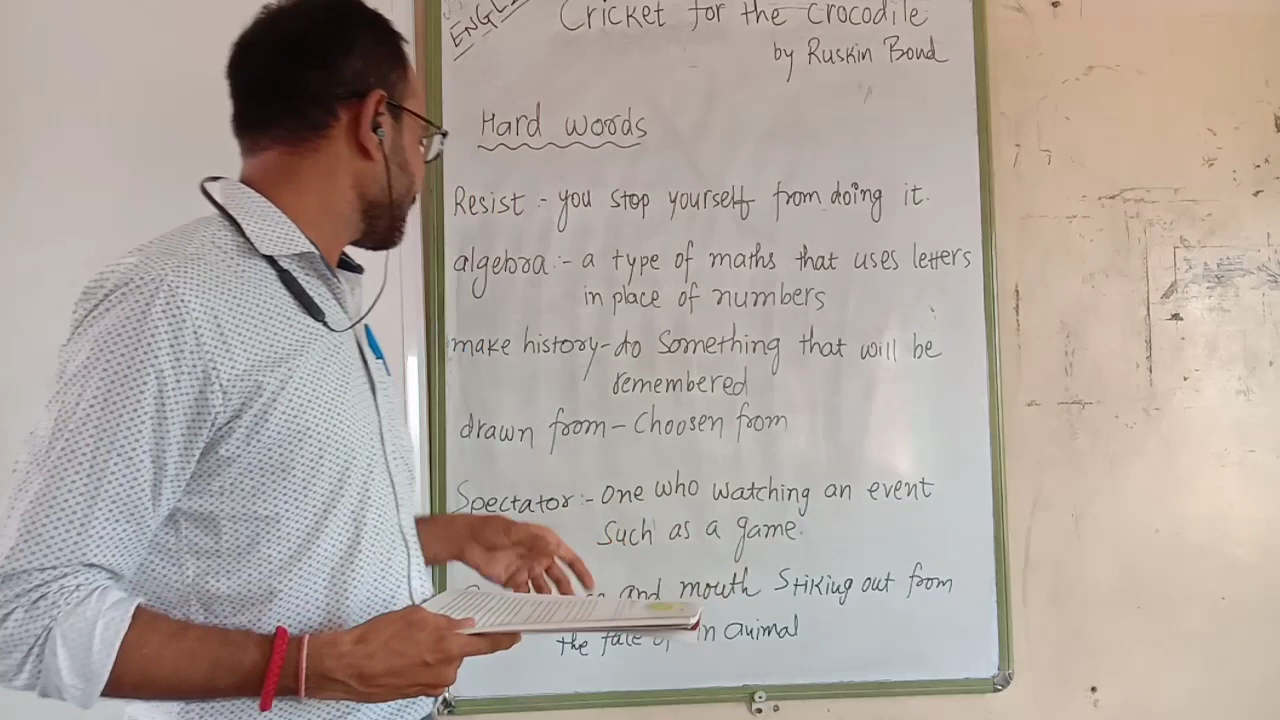 Cricket for the crocodile
by Ruskin Bond
Hard words
Resist :- you stop yourself from doing it.
algebra :- a type of maths that uses letters
in place of numbers
make history - do something that will be
remembered
drawn from - Choosen from
Spectator :- One who watching an event
Such as a game.
and mouth Stiking out from
the face in animal